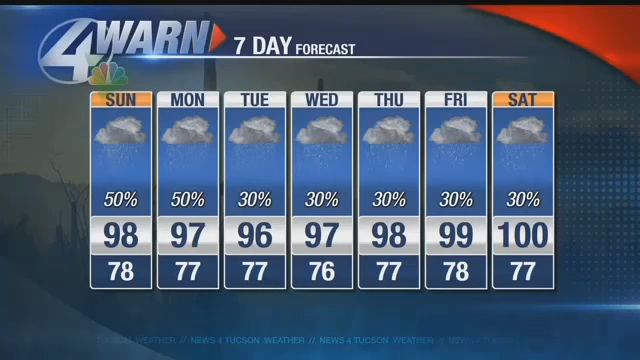 4WARN
7 DAY FORECAST
SUN MON TUE WED THU FRI SAT
50% 50% 30% 30% 30% 30% 30%
98 97 96 97 98 99 100
78 77 77 76 77 78 77
TUCSON WEATHER // NEWS 4 TUCSON WEATHER // NEWS 4 TUCSON WEATHER // NEWS 4 TUCSON